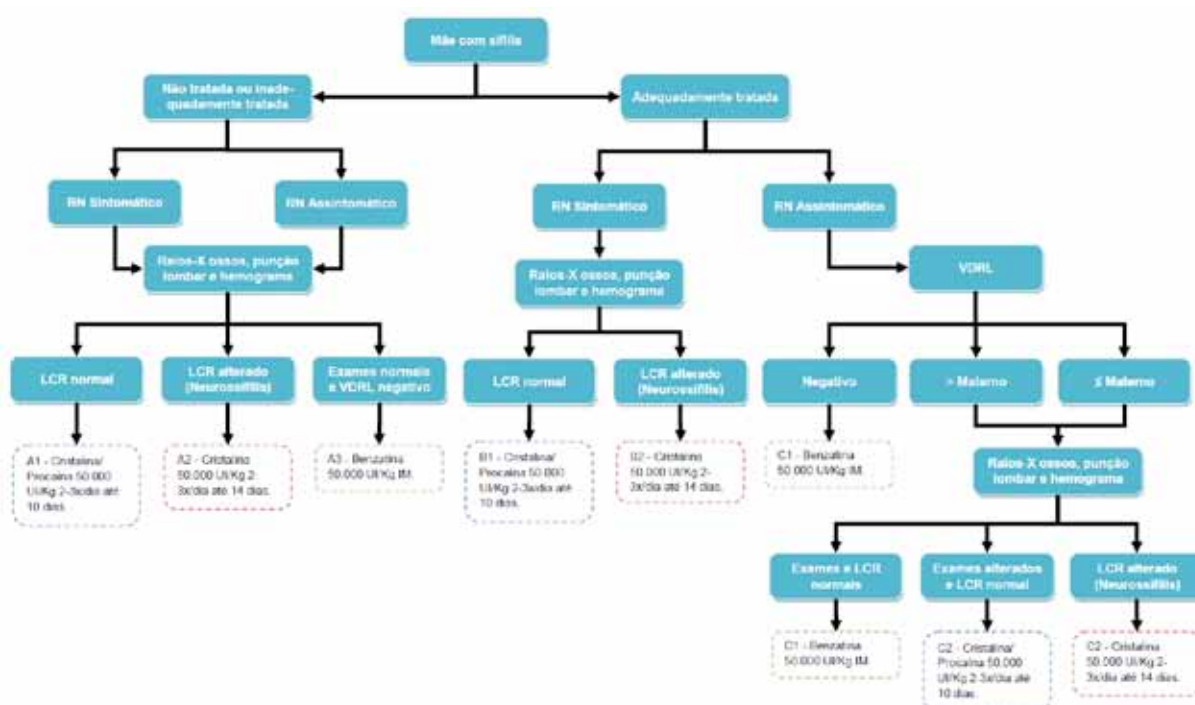 Mãe com sífilis
Não tratada ou inade-
quadamente tratada
Adequadamente tratada
RN Sintomático
RN Assintomático
RN Sintomático
RN Assintomático
Raios-X ossos, punção
lombar e hemograma
Raios-X ossos, punção
lombar e hemograma
VDRL
LCR normal
LCR alterado
(Neurossífilis)
Exames normais
e VDRL negativo
LCR normal
LCR alterado
(Neurossífilis)
Negativo
> Materno
≤ Materno
A1 - Cristalina/
Procaína 50.000
UI/Kg 2-3x/dia até
10 dias.
A2 - Cristalina
50.000 UI/Kg 2-
3x/dia até 14 dias.
A3 - Benzatina
50.000 UI/Kg IM.
B1 - Cristalina/
Procaína 50.000
UI/Kg 2-3x/dia até
10 dias.
B2 - Cristalina
50.000 UI/Kg 2-
3x/dia até 14 dias.
C1 - Benzatina
50.000 UI/Kg IM.
Raios-X ossos, punção
lombar e hemograma
Exames e LCR
normais
Exames alterados
e LCR normal
LCR alterado
(Neurossífilis)
C1 - Benzatina
50.000 UI/Kg IM.
C2 - Cristalina/
Procaína 50.000
UI/Kg 2-3x/dia até
10 dias.
C2 - Cristalina
50.000 UI/Kg 2-
3x/dia até 14 dias.